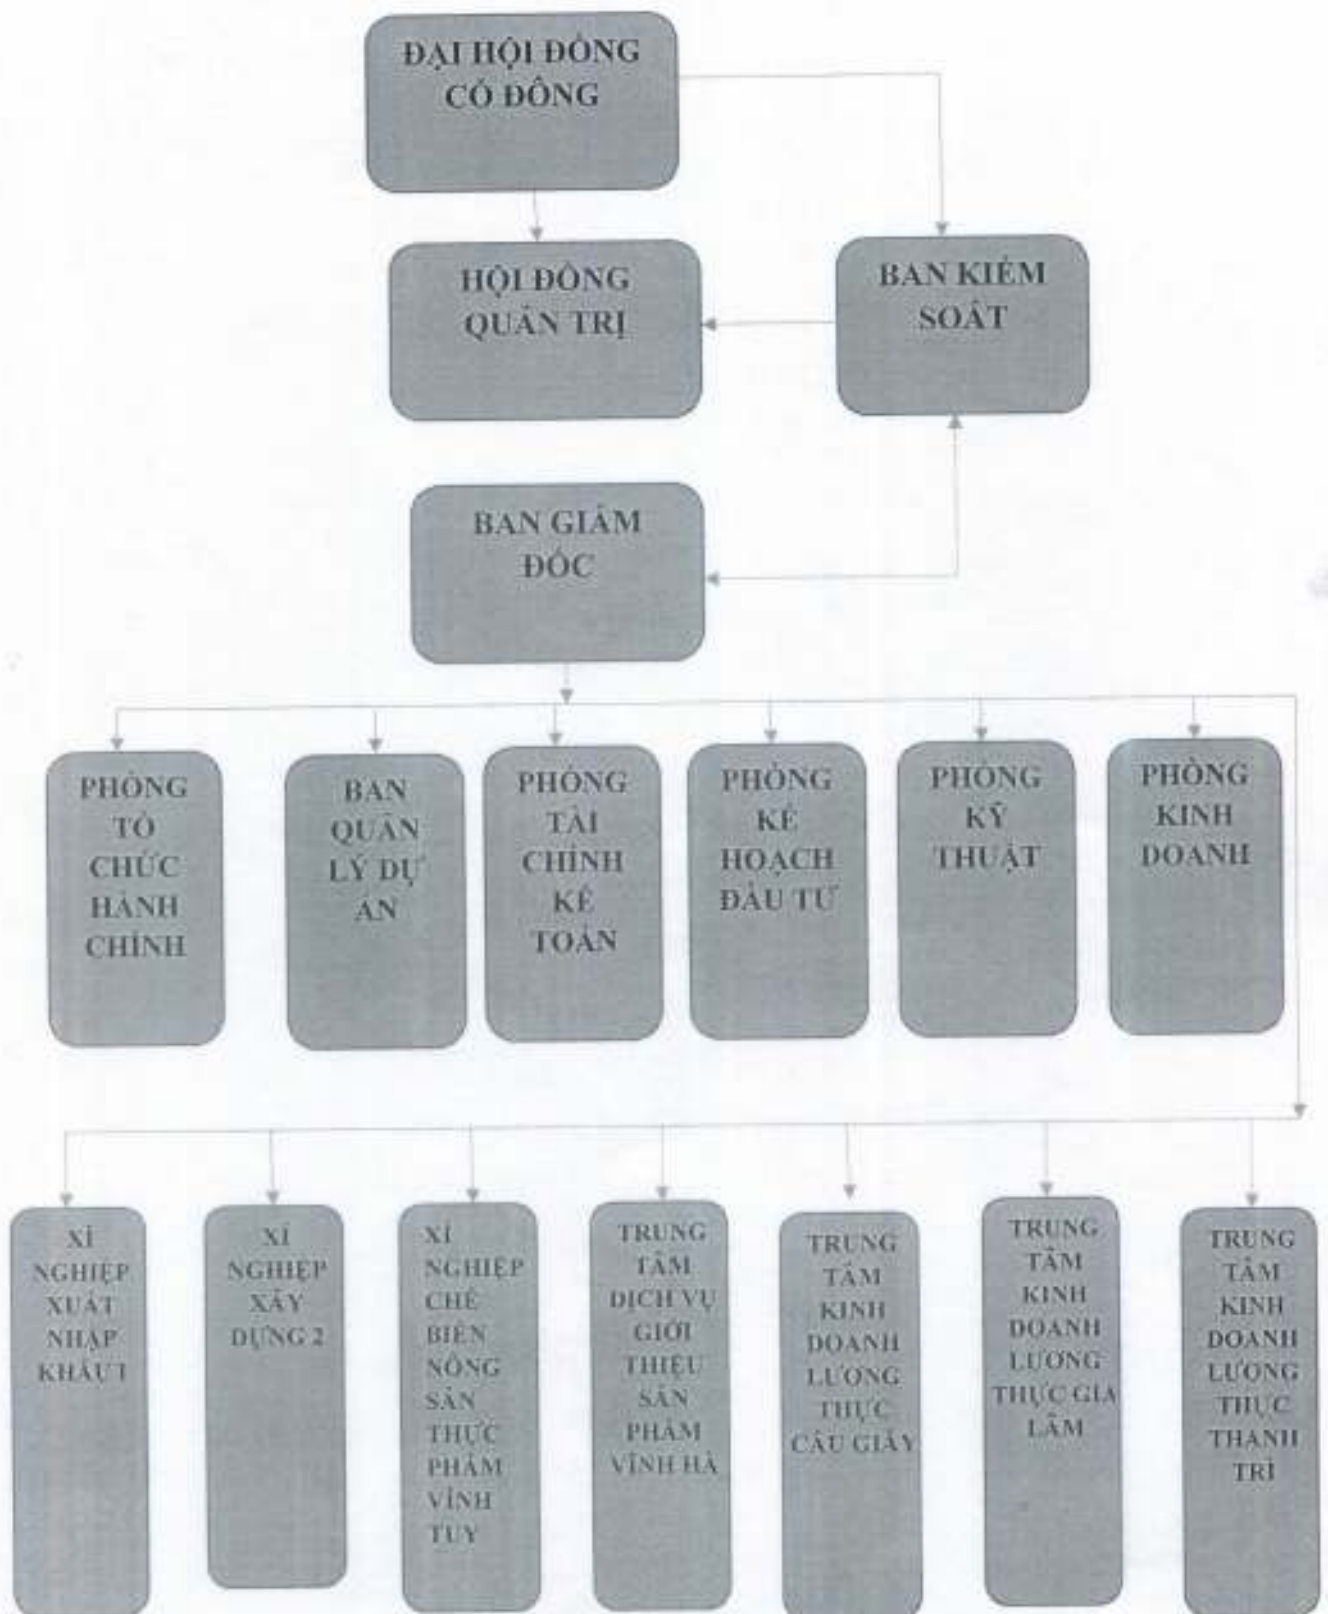 ĐẠI HỘI ĐỒNG
CỔ ĐÔNG
HỘI ĐỒNG
QUẢN TRỊ
BAN KIỂM
SOÁT
BAN GIÁM
ĐỐC
PHÒNG
TỔ
CHỨC
HÀNH
CHÍNH
BAN
QUẢN
LÝ DỰ
ÁN
PHÒNG
TÀI
CHÍNH
KẾ
TOÁN
PHÒNG
KẾ
HOẠCH
ĐẦU TƯ
PHÒNG
KỸ
THUẬT
PHÒNG
KINH
DOANH
XÍ
NGHIỆP
XUẤT
NHẬP
KHẨU 1
XÍ
NGHIỆP
XÂY
DỰNG 2
XÍ
NGHIỆP
CHẾ
BIẾN
NÔNG
SẢN
THỰC
PHẨM
VĨNH
TUY
TRUNG
TÂM
DỊCH VỤ
GIỚI
THIỆU
SẢN
PHẨM
VĨNH HÀ
TRUNG
TÂM
KINH
DOANH
LƯƠNG
THỰC
CẦU GIẤY
TRUNG
TÂM
KINH
DOANH
LƯƠNG
THỰC GIA
LÂM
TRUNG
TÂM
KINH
DOANH
LƯƠNG
THỰC
THANH
TRÌ